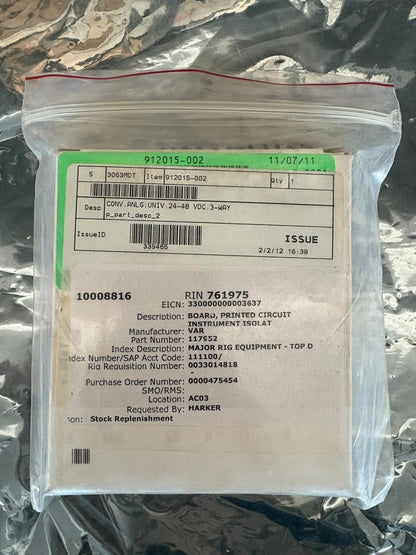 912015-002 11/07/11
S 3063MDT Item 912015-002 Qty 1
Desc CONV,ANLG,UNIV,24-48 VDC,3-WAY
p_part_desc_2
IssueID
339465
ISSUE
2/2/12 16:38
10008816 RIN 761975
EICN: 330000000003637
Description: BOARD, PRINTED CIRCUIT
INSTRUMENT ISOLAT
Manufacturer: VAR
Part Number: 117552
Index Description: MAJOR RIG EQUIPMENT - TOP D
ndex Number/SAP Acct Code: 111100/
Rig Requisition Number: 0033014818
-
Purchase Order Number: 0000475454
SMO/RMS:
Location: AC03
Requested By: HARKER
son: Stock Replenishment